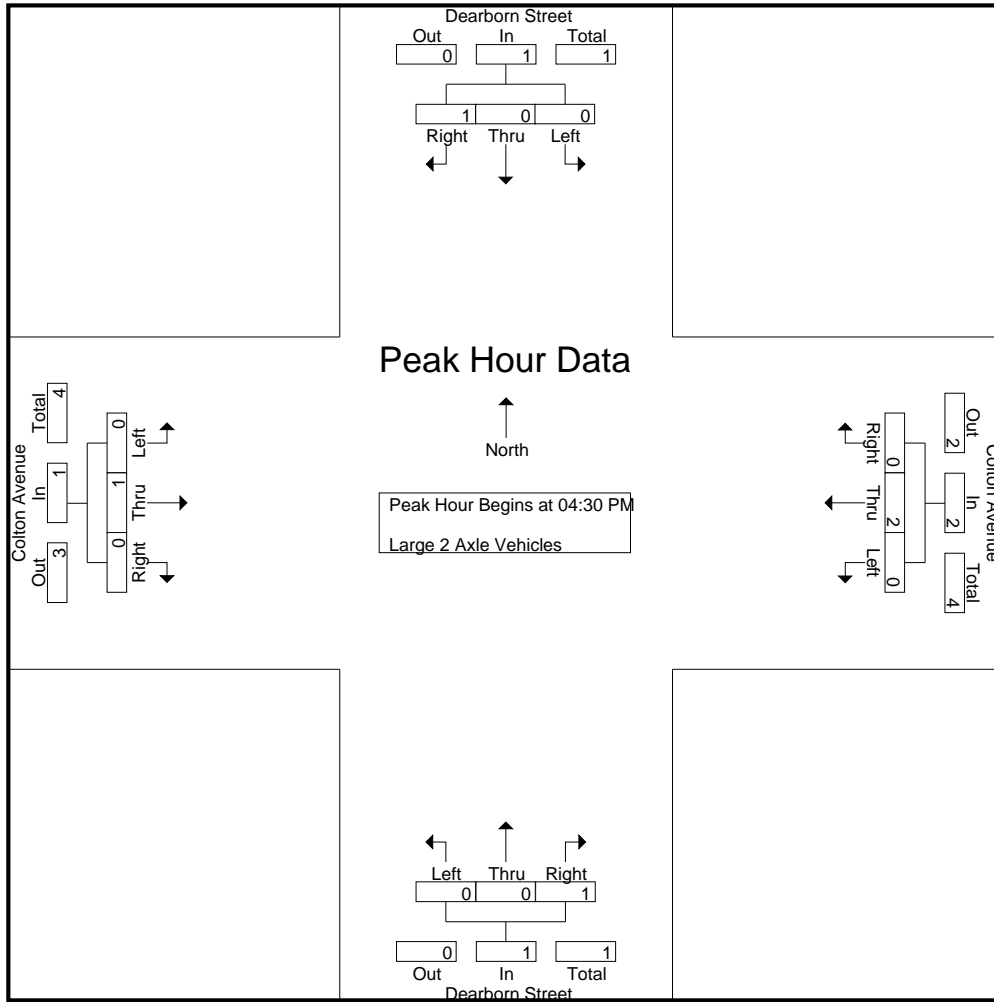 Dearborn Street
Out In Total
0 1 1
1 0 0
Right Thru Left
Peak Hour Data
North
Peak Hour Begins at 04:30 PM
Large 2 Axle Vehicles
Colton Avenue
Out In Total
3 1 4
Left Thru Right
0 1 0
Colton Avenue
Out In Total
2 2 4
Right Thru Left
0 2 0
Left Thru Right
0 0 1
0 1 1
Out In Total
Dearborn Street